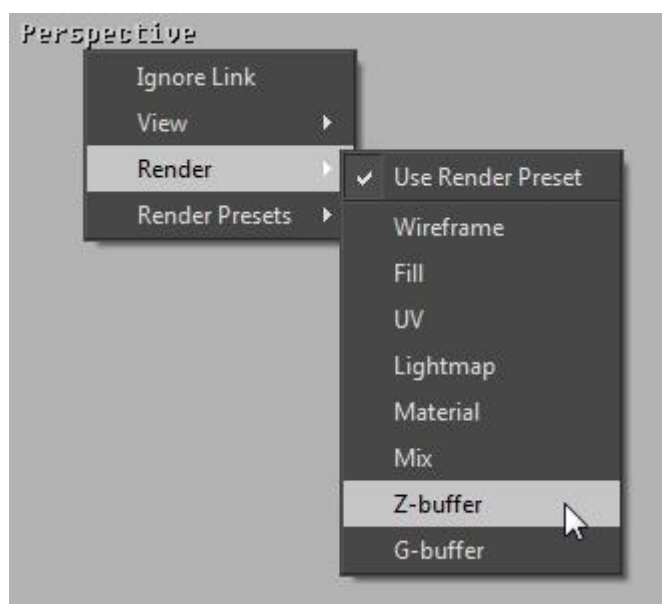 Perspective
Ignore Link
View
Render
Render Presets
Use Render Preset
Wireframe
Fill
UV
Lightmap
Material
Mix
Z-buffer
G-buffer